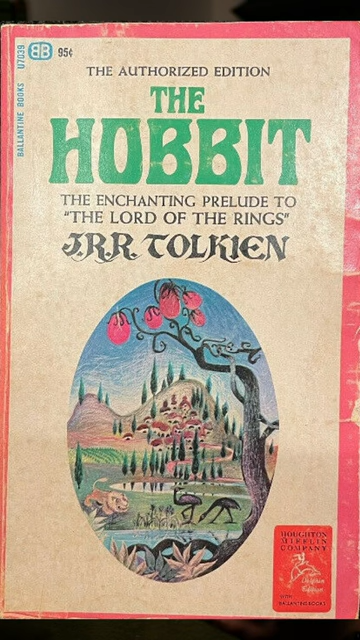 BALLANTINE BOOKS U7039
BB 95¢
THE AUTHORIZED EDITION
THE
HOBBIT
THE ENCHANTING PRELUDE TO
"THE LORD OF THE RINGS"
J.R.R. TOLKIEN
HOUGHTON
MIFFLIN
COMPANY
WITH
BALLANTINE BOOKS